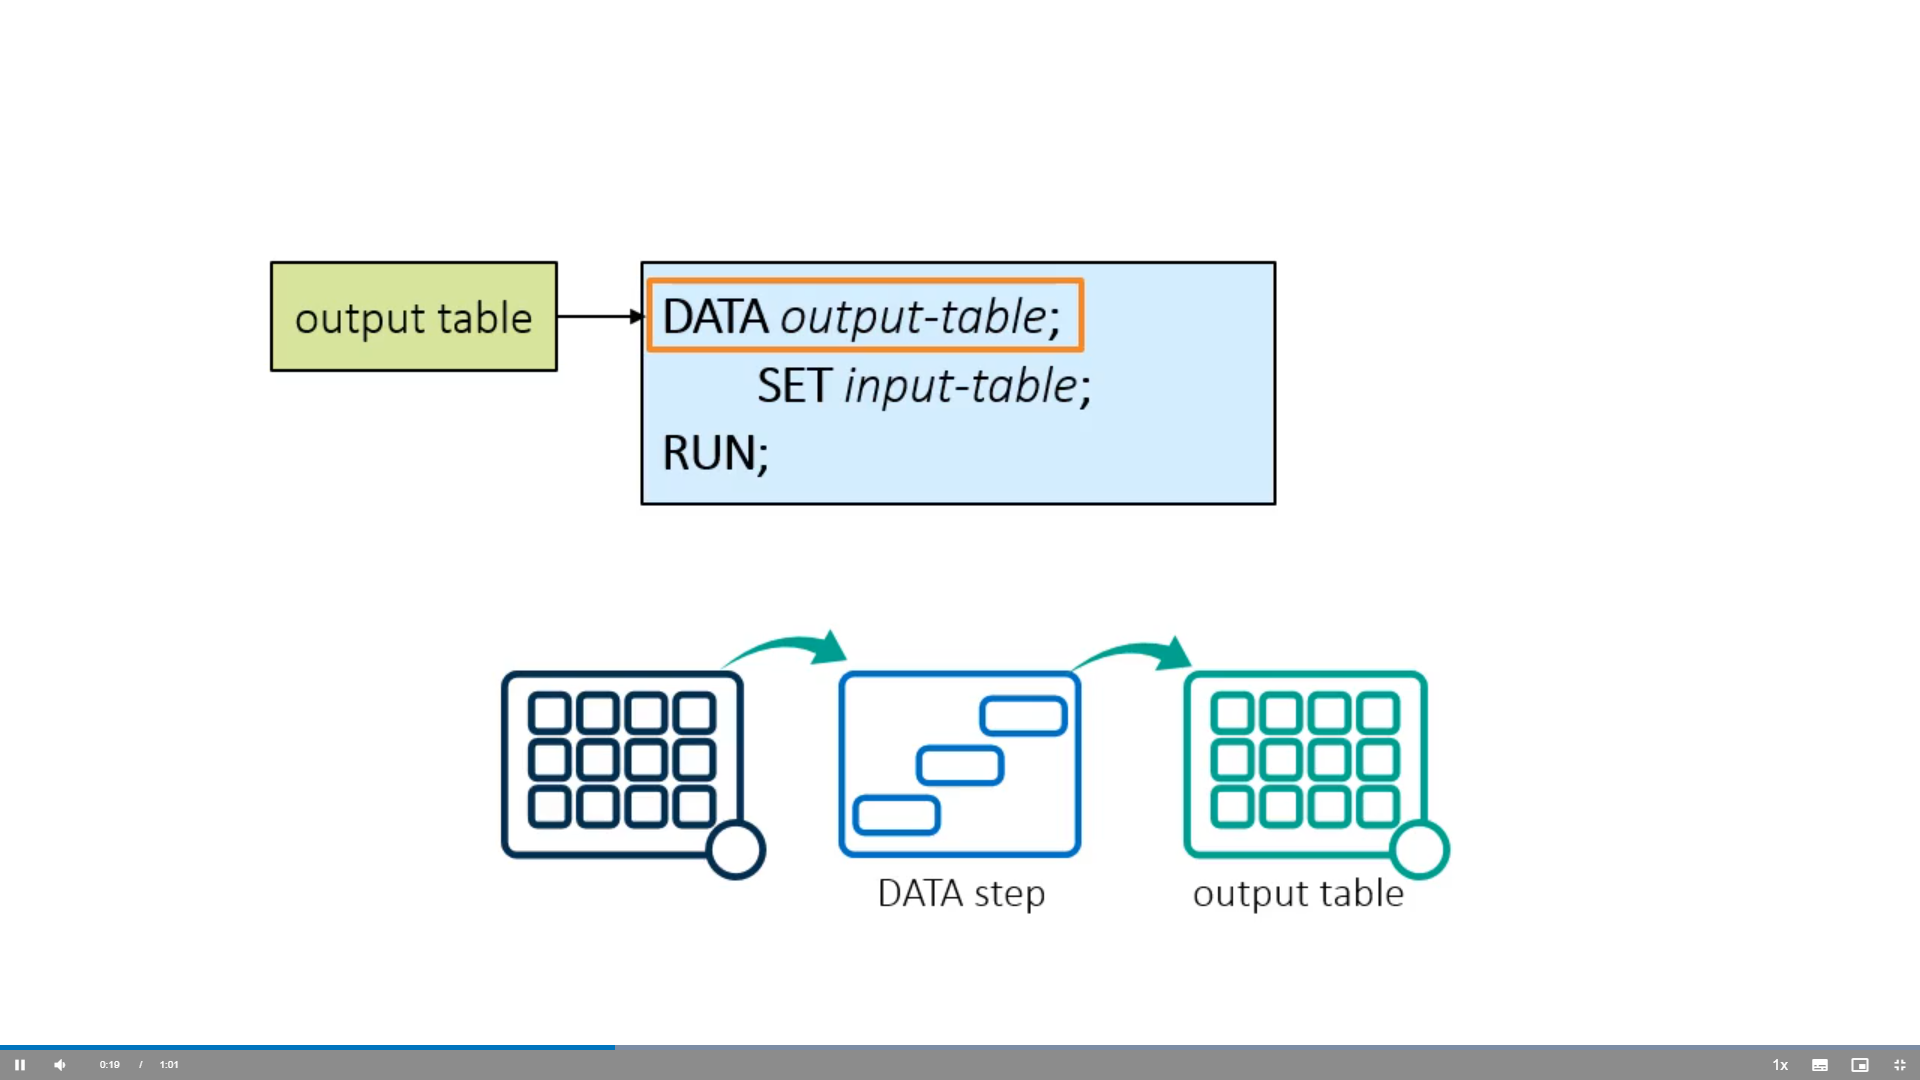 output table
DATA output-table;
SET input-table;
RUN;
DATA step
output table
0:19 / 1:01
1x